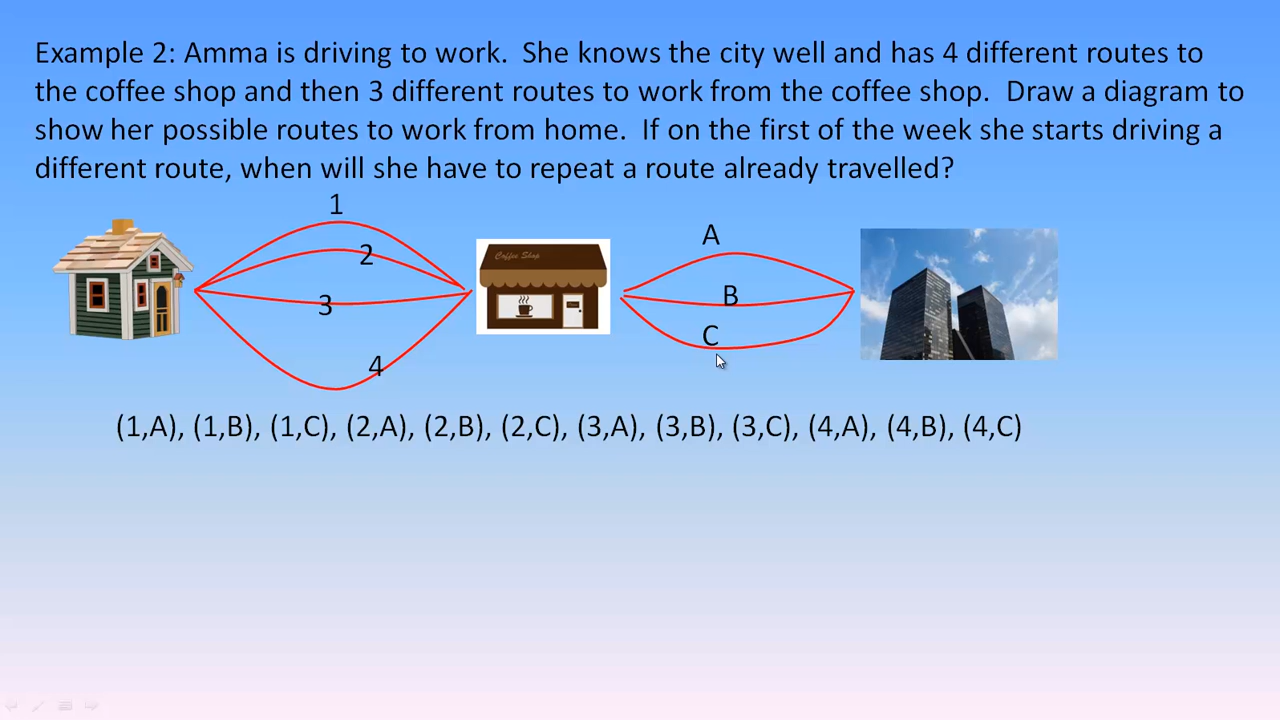 Example 2: Amma is driving to work. She knows the city well and has 4 different routes to
the coffee shop and then 3 different routes to work from the coffee shop. Draw a diagram to
show her possible routes to work from home. If on the first of the week she starts driving a
different route, when will she have to repeat a route already travelled?
1
2
3
4
Coffee Shop
A
B
C
(1,A), (1,B), (1,C), (2,A), (2,B), (2,C), (3,A), (3,B), (3,C), (4,A), (4,B), (4,C)